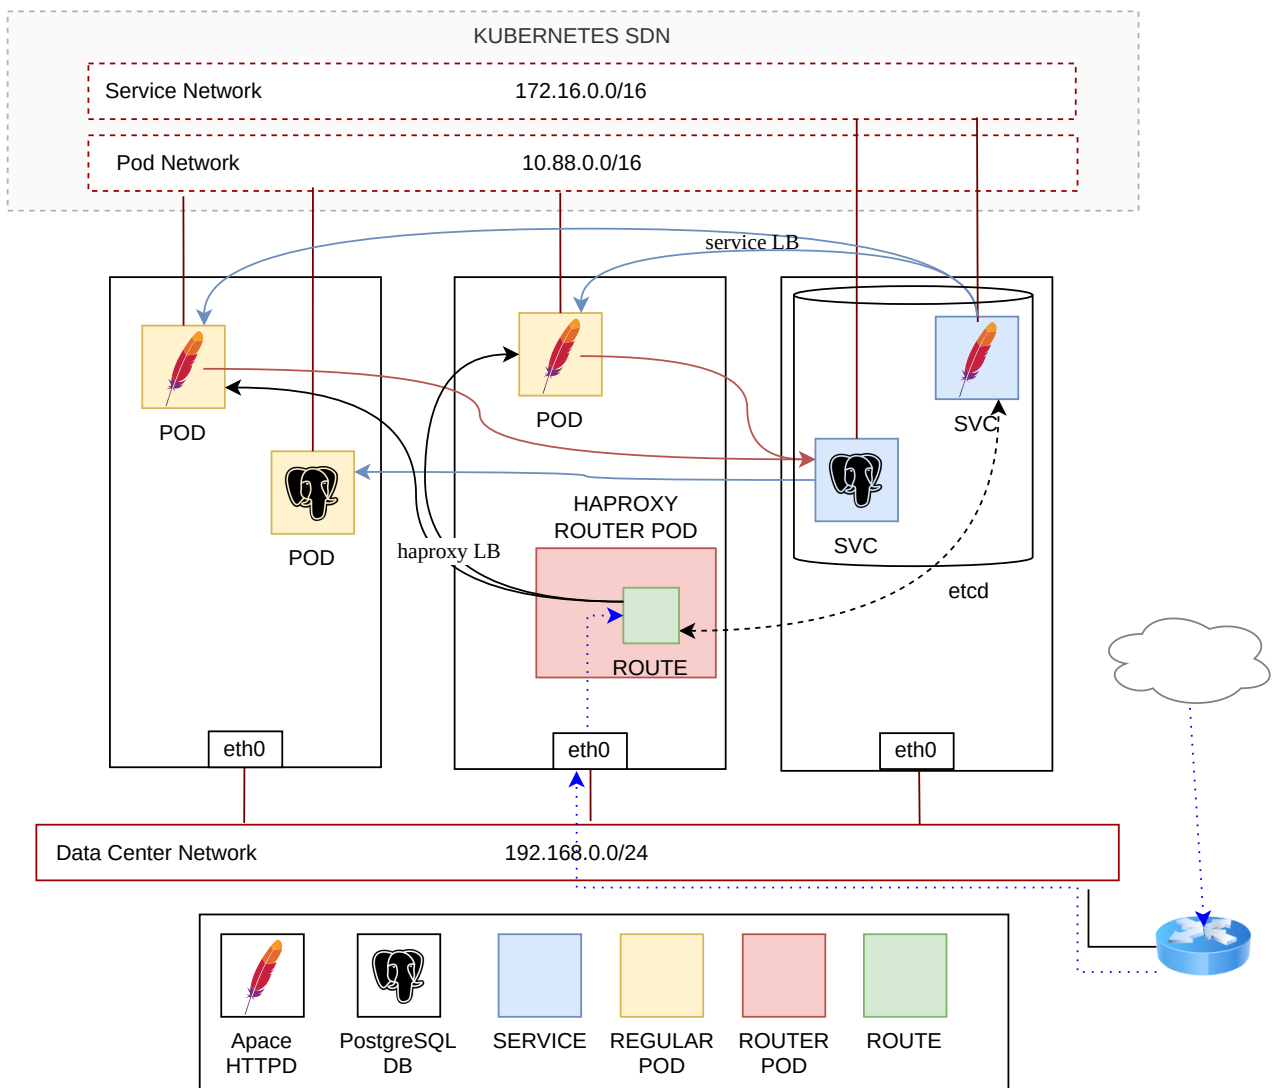 KUBERNETES SDN
Service Network 172.16.0.0/16
Pod Network 10.88.0.0/16
service LB
POD
POD
SVC
HAPROXY
ROUTER POD
SVC
POD
haproxy LB
etcd
ROUTE
eth0
eth0
eth0
Data Center Network 192.168.0.0/24
Apace
HTTPD
PostgreSQL
DB
SERVICE
REGULAR
POD
ROUTER
POD
ROUTE